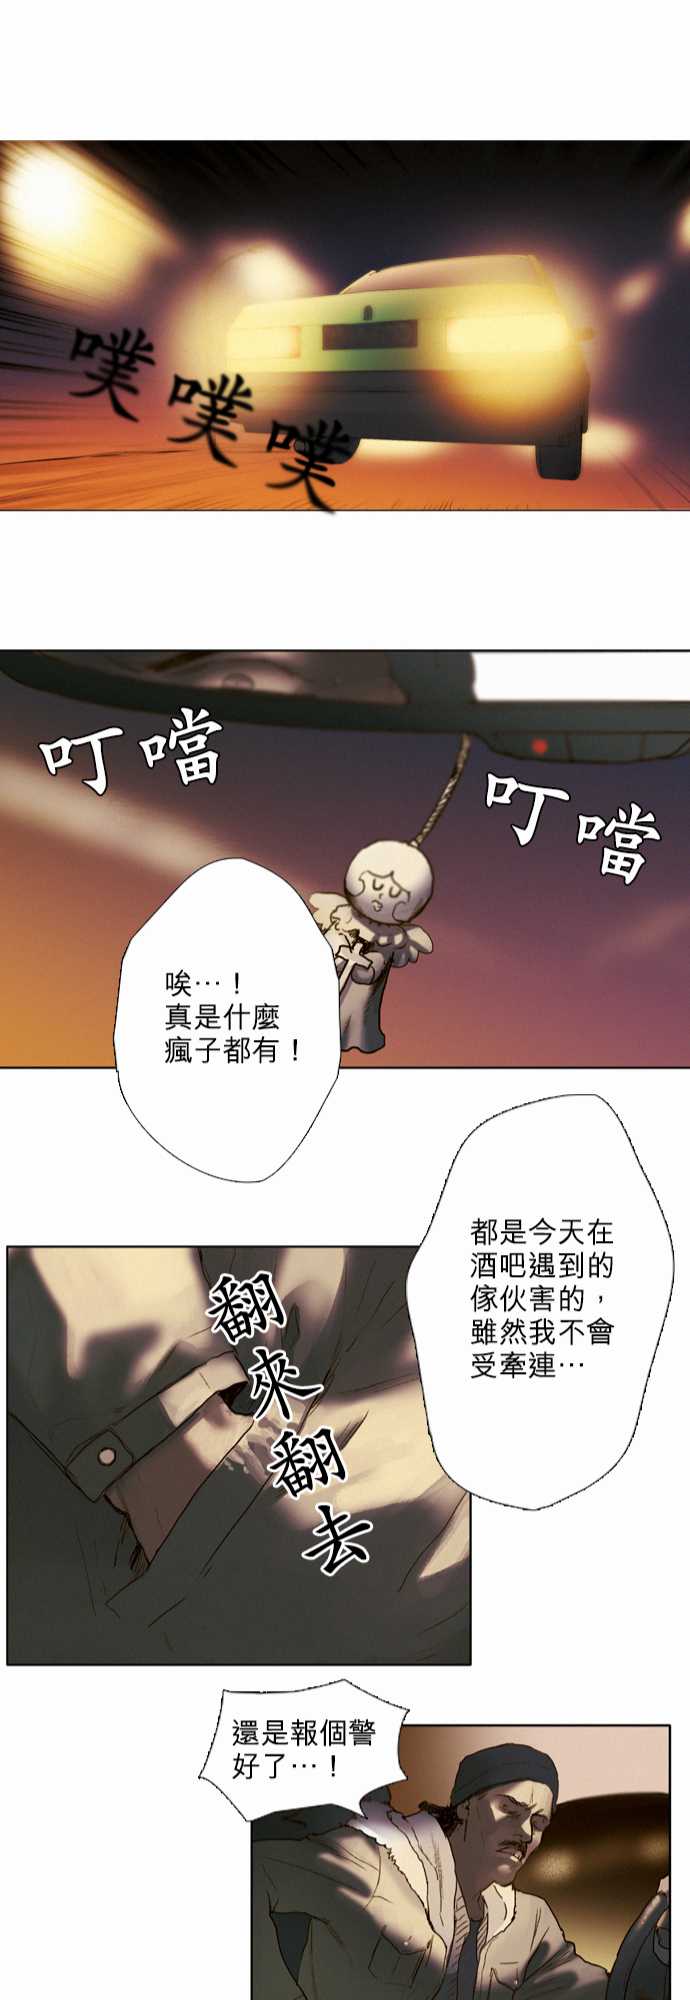 噗噗噗
叮噹
叮噹
唉…！
真是什麼
瘋子都有！
都是今天在
酒吧遇到的
傢伙害的，
雖然我不會
受牽連…
翻來翻去
還是報個警
好了…！